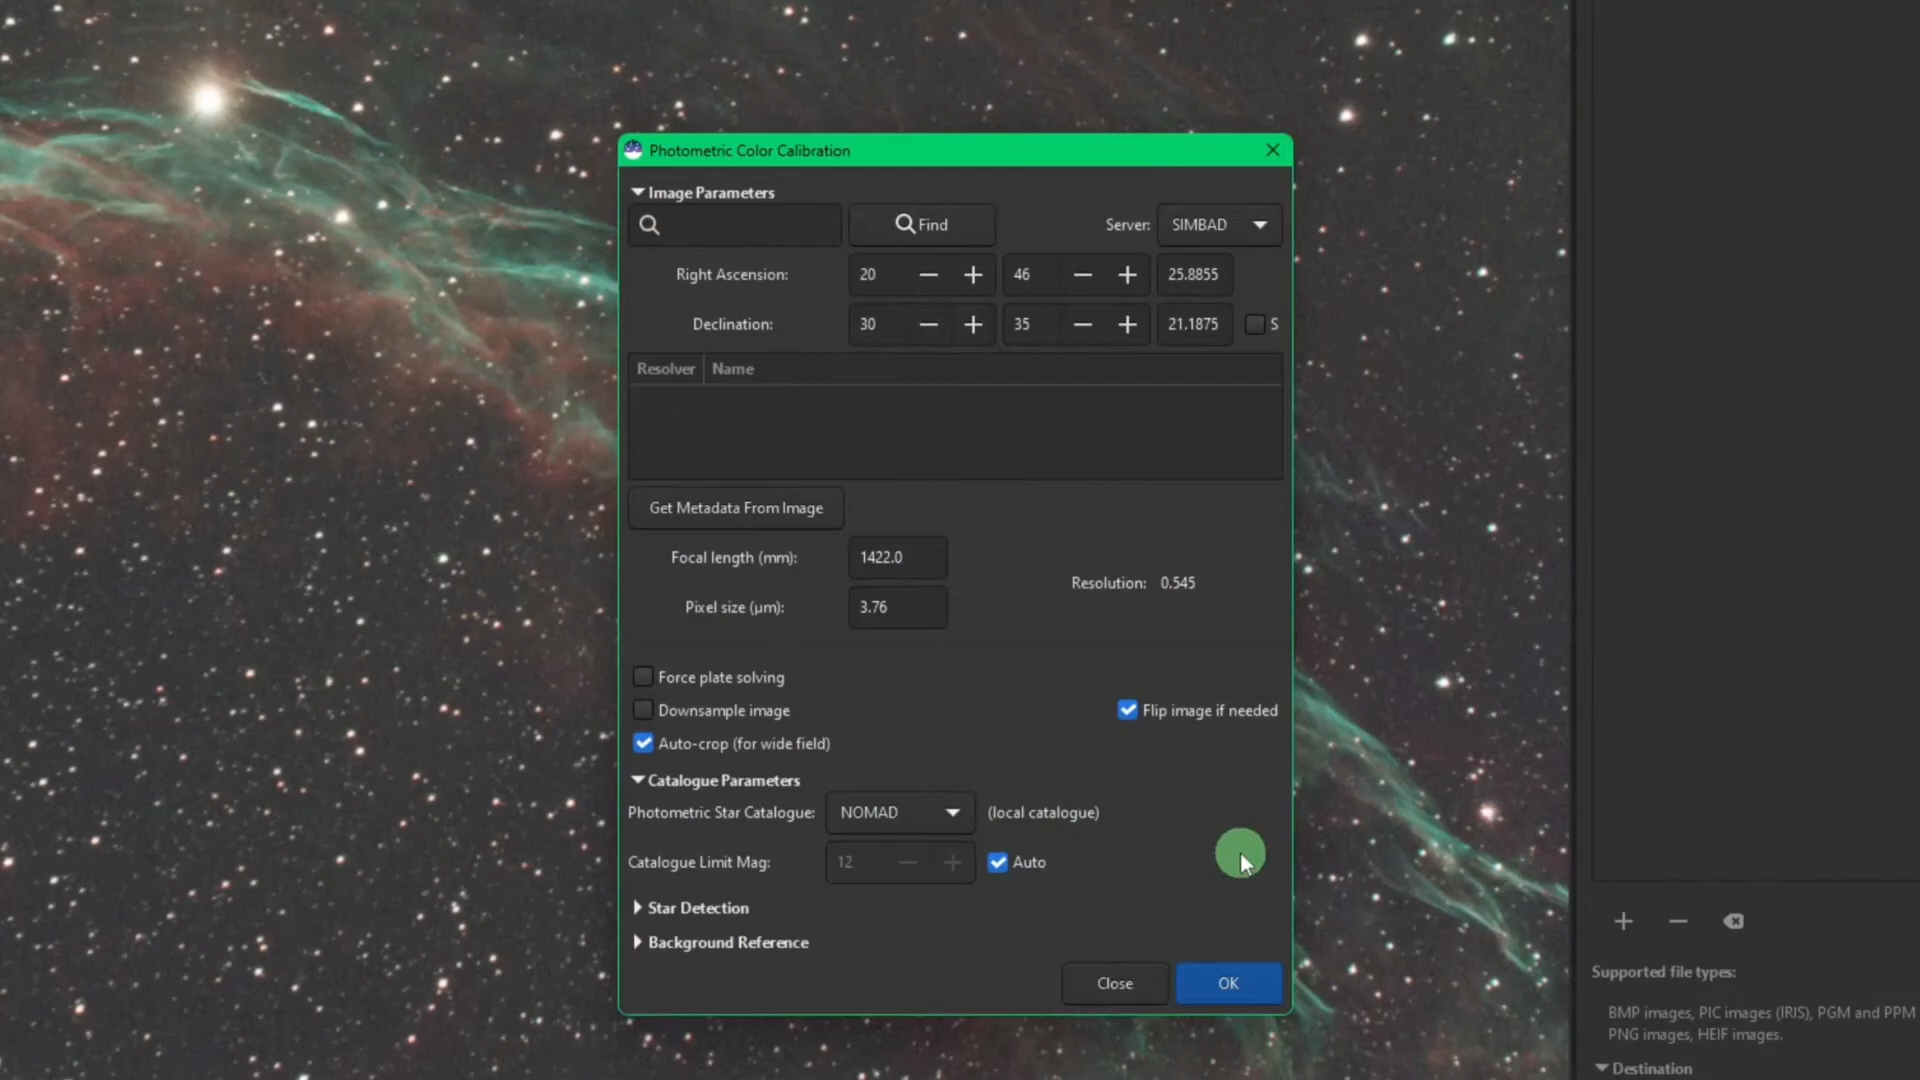 Photometric Color Calibration
Image Parameters
Find Server: SIMBAD
Right Ascension: 20 46 25.8855
Declination: 30 35 21.1875 S
Resolver Name
Get Metadata From Image
Focal length (mm): 1422.0
Resolution: 0.545
Pixel size (µm): 3.76
Force plate solving
Downsample image Flip image if needed
Auto-crop (for wide field)
Catalogue Parameters
Photometric Star Catalogue: NOMAD (local catalogue)
Catalogue Limit Mag: 12 Auto
Star Detection
Background Reference
Close OK
Supported file types:
BMP images, PIC images (IRIS), PGM and PPM
PNG images, HEIF images.
Destination